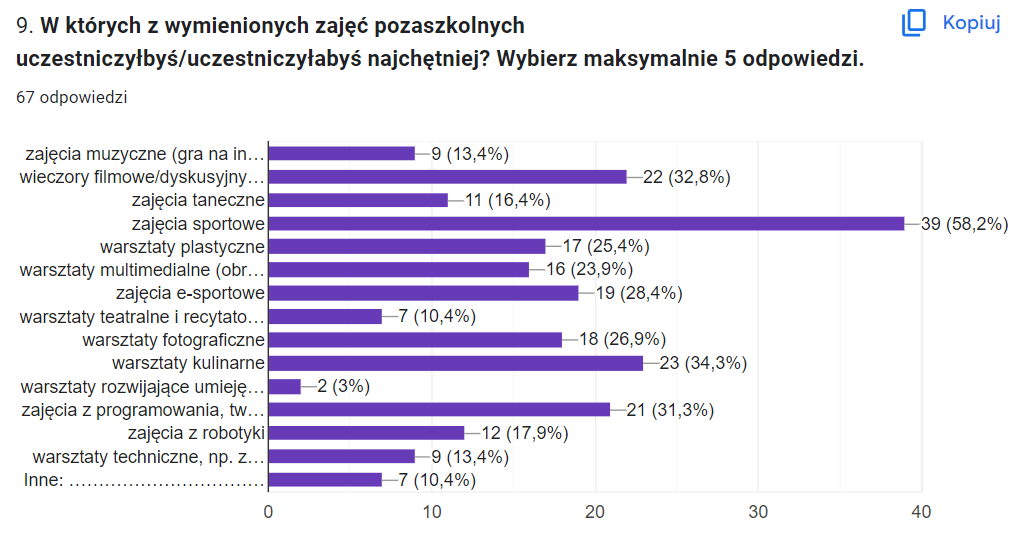 9. W których z wymienionych zajęć pozaszkolnych
uczestniczyłbyś/uczestniczyłabyś najchętniej? Wybierz maksymalnie 5 odpowiedzi.
Kopiuj
67 odpowiedzi
zajęcia muzyczne (gra na in… 9 (13,4%)
wieczory filmowe/dyskusyjny… 22 (32,8%)
zajęcia taneczne 11 (16,4%)
zajęcia sportowe 39 (58,2%)
warsztaty plastyczne 17 (25,4%)
warsztaty multimedialne (obr… 16 (23,9%)
zajęcia e-sportowe 19 (28,4%)
warsztaty teatralne i recytato… 7 (10,4%)
warsztaty fotograficzne 18 (26,9%)
warsztaty kulinarne 23 (34,3%)
warsztaty rozwijające umieję… 2 (3%)
zajęcia z programowania, tw… 21 (31,3%)
zajęcia z robotyki 12 (17,9%)
warsztaty techniczne, np. z… 9 (13,4%)
Inne: …………………………… 7 (10,4%)
0 10 20 30 40